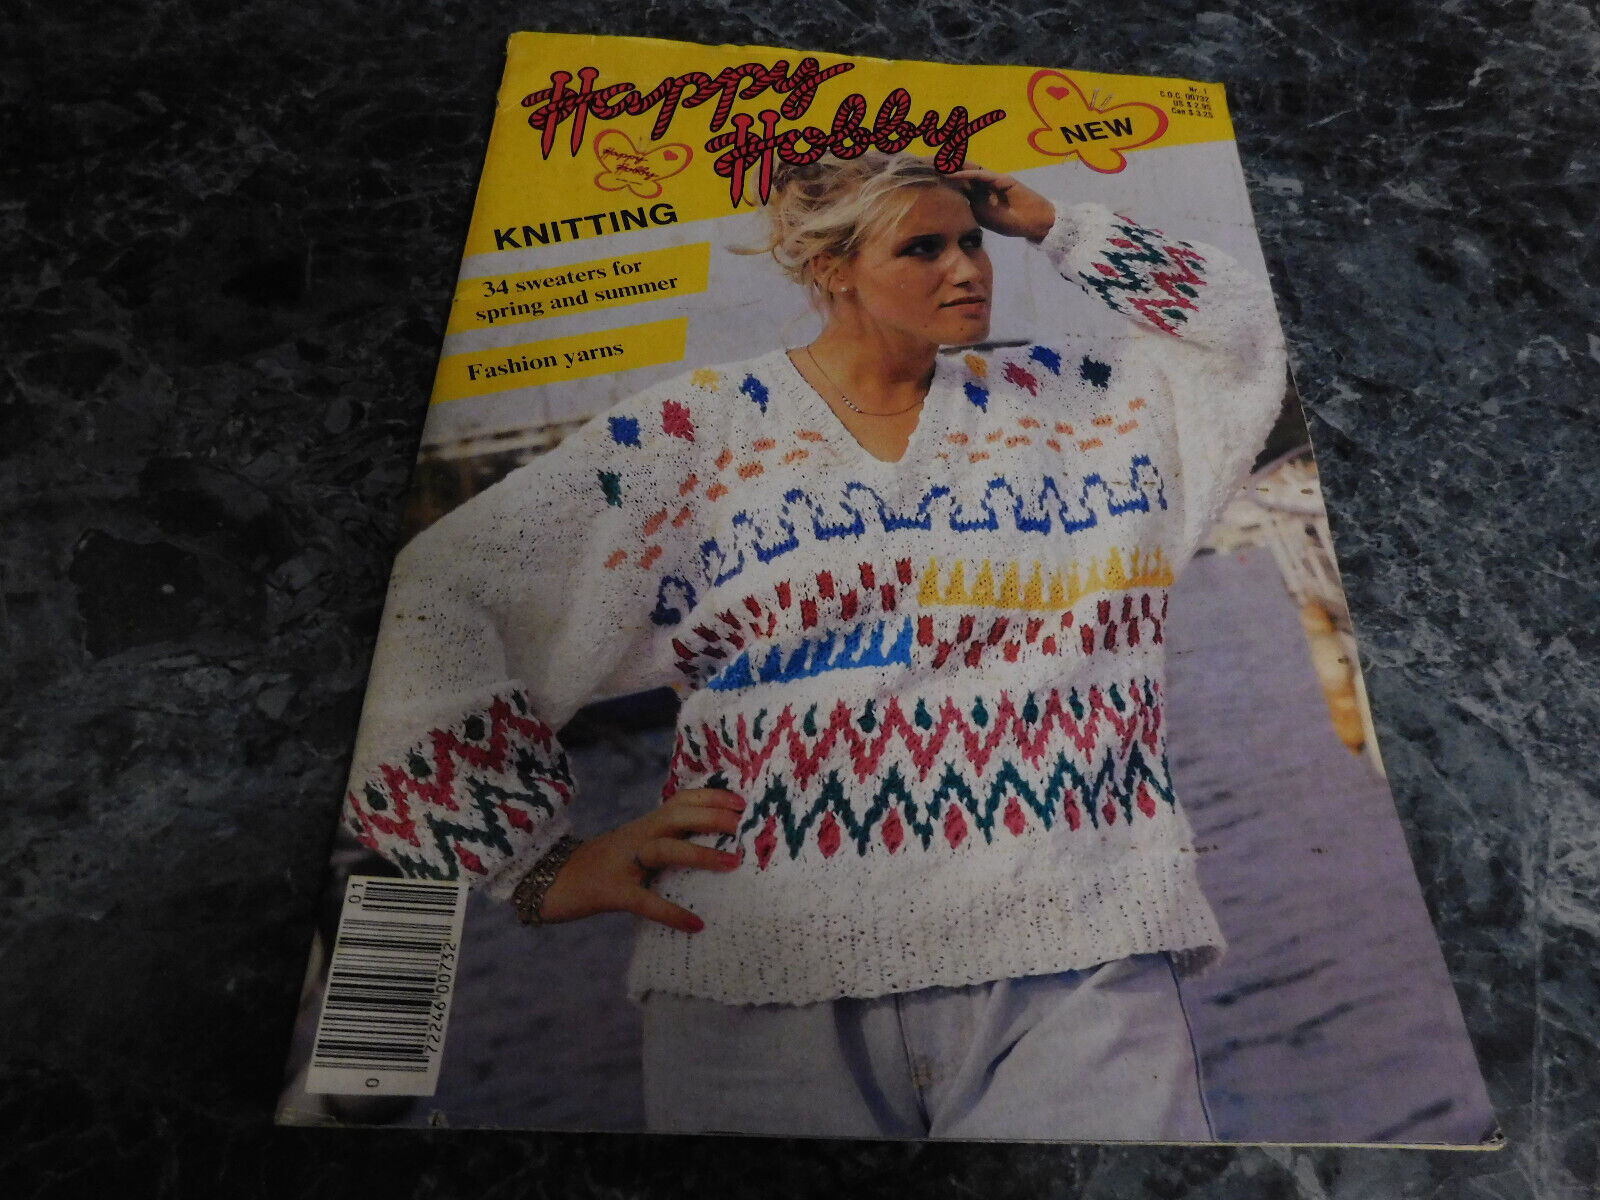 Happy
Hobby
Happy
Hobby
NEW
Nr. 1
C.D.C. 00732
US $ 2.95
Can $ 3.25
KNITTING
34 sweaters for
spring and summer
Fashion yarns
01
0 72246 00732